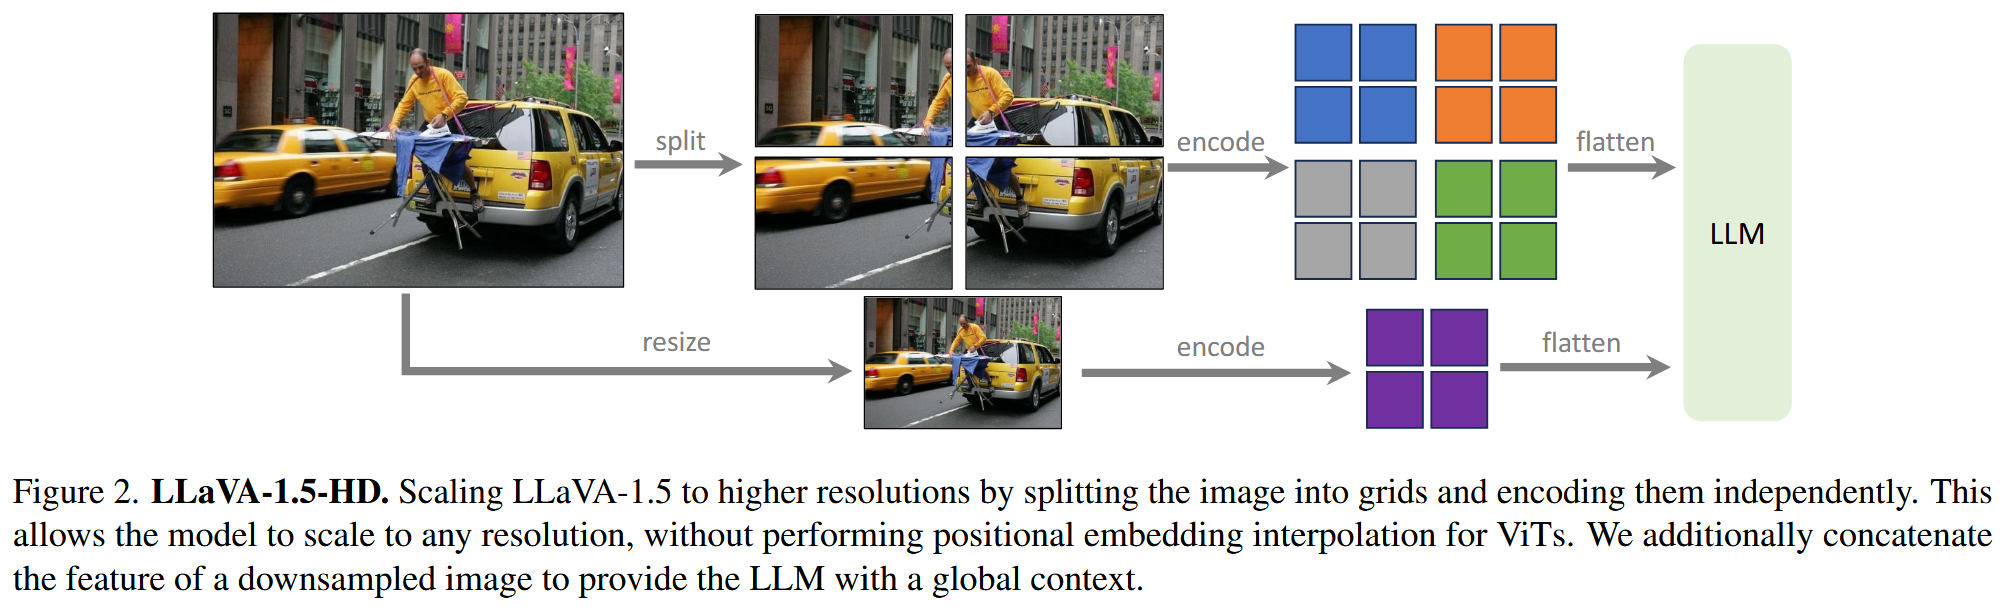 split
encode
flatten
LLM
resize
encode
flatten
Figure 2. LLaVA-1.5-HD. Scaling LLaVA-1.5 to higher resolutions by splitting the image into grids and encoding them independently. This
allows the model to scale to any resolution, without performing positional embedding interpolation for ViTs. We additionally concatenate
the feature of a downsampled image to provide the LLM with a global context.